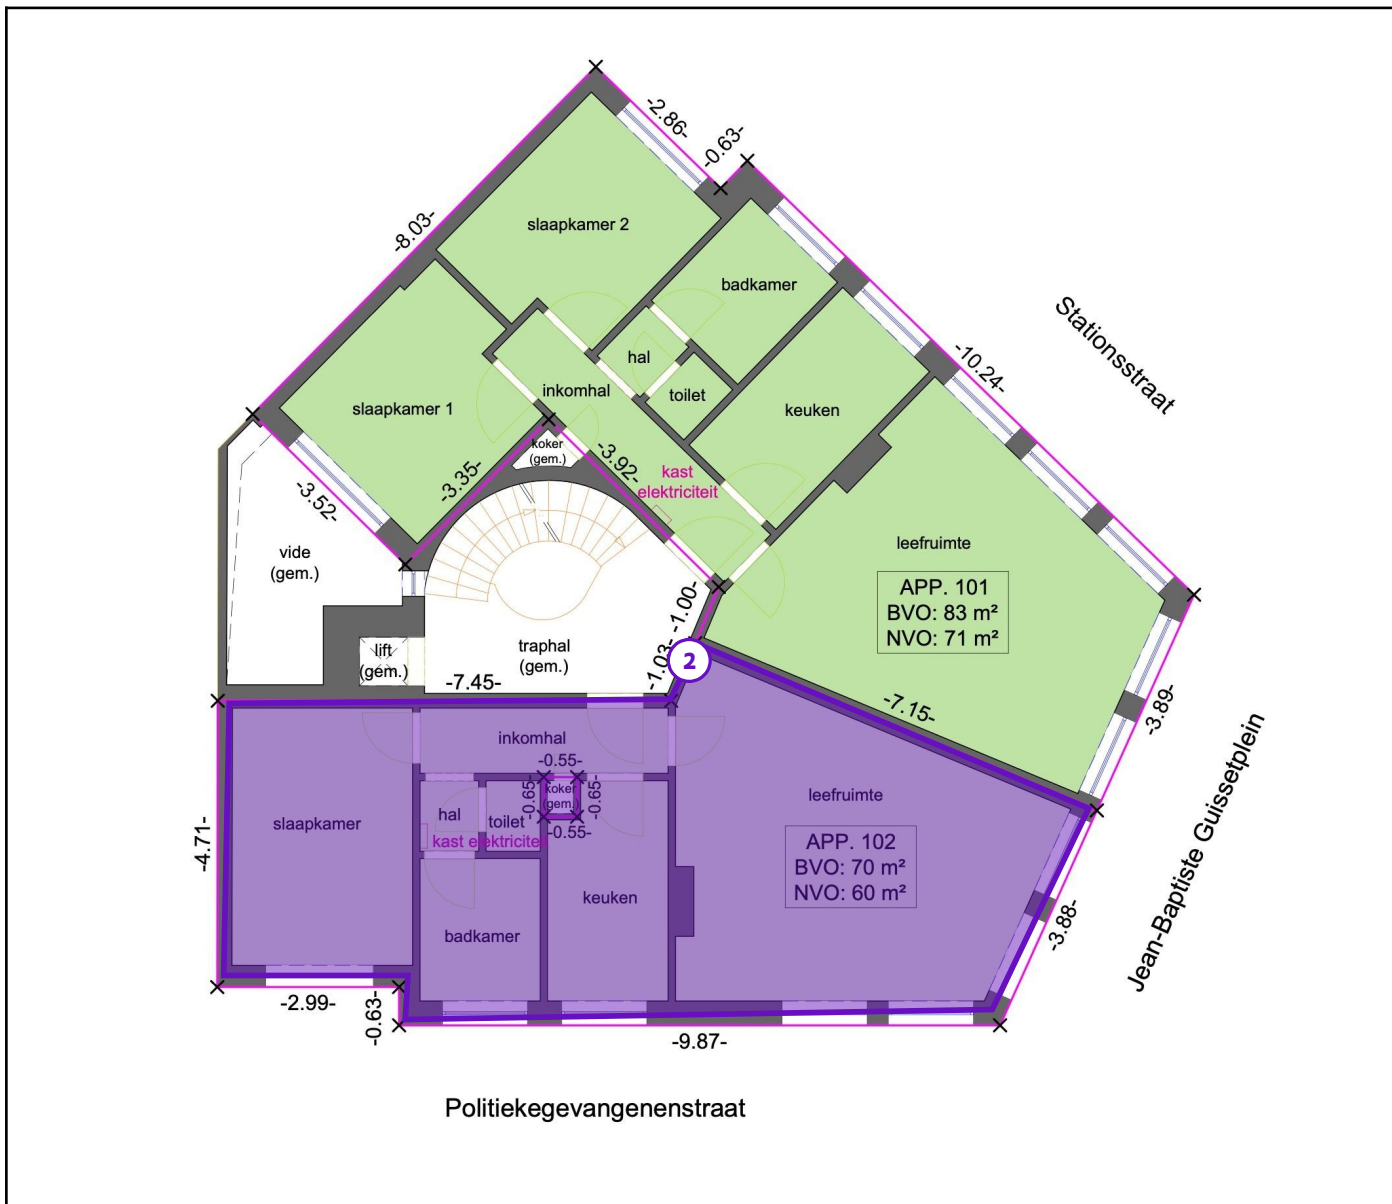 -2.86-
-0.63-
-8.03-
slaapkamer 2
badkamer
Stationsstraat
-10.24-
hal
inkomhal
toilet
slaapkamer 1
keuken
koker
(gem.)
-3.92-
-3.35-
kast
elektriciteit
-3.52-
vide
(gem.)
leefruimte
APP. 101
BVO: 83 m²
NVO: 71 m²
-1.00-
traphal
(gem.)
lift
(gem.)
-1.03-
2
-7.45-
-7.15-
-3.89-
inkomhal
-0.55-
koker
(gem.)
-0.65-
-0.65-
-0.55-
leefruimte
hal
toilet
kast elektriciteit
slaapkamer
-4.71-
APP. 102
BVO: 70 m²
NVO: 60 m²
keuken
badkamer
-3.88-
Jean-Baptiste Guissetplein
-2.99-
-0.63-
-9.87-
Politiekegevangenenstraat